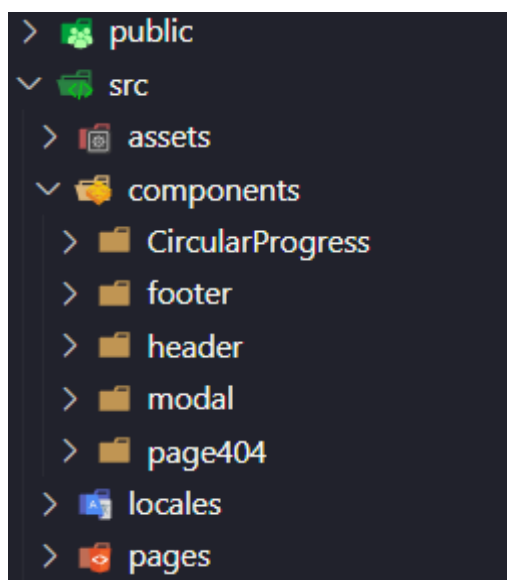 public
src
assets
components
CircularProgress
footer
header
modal
page404
locales
pages